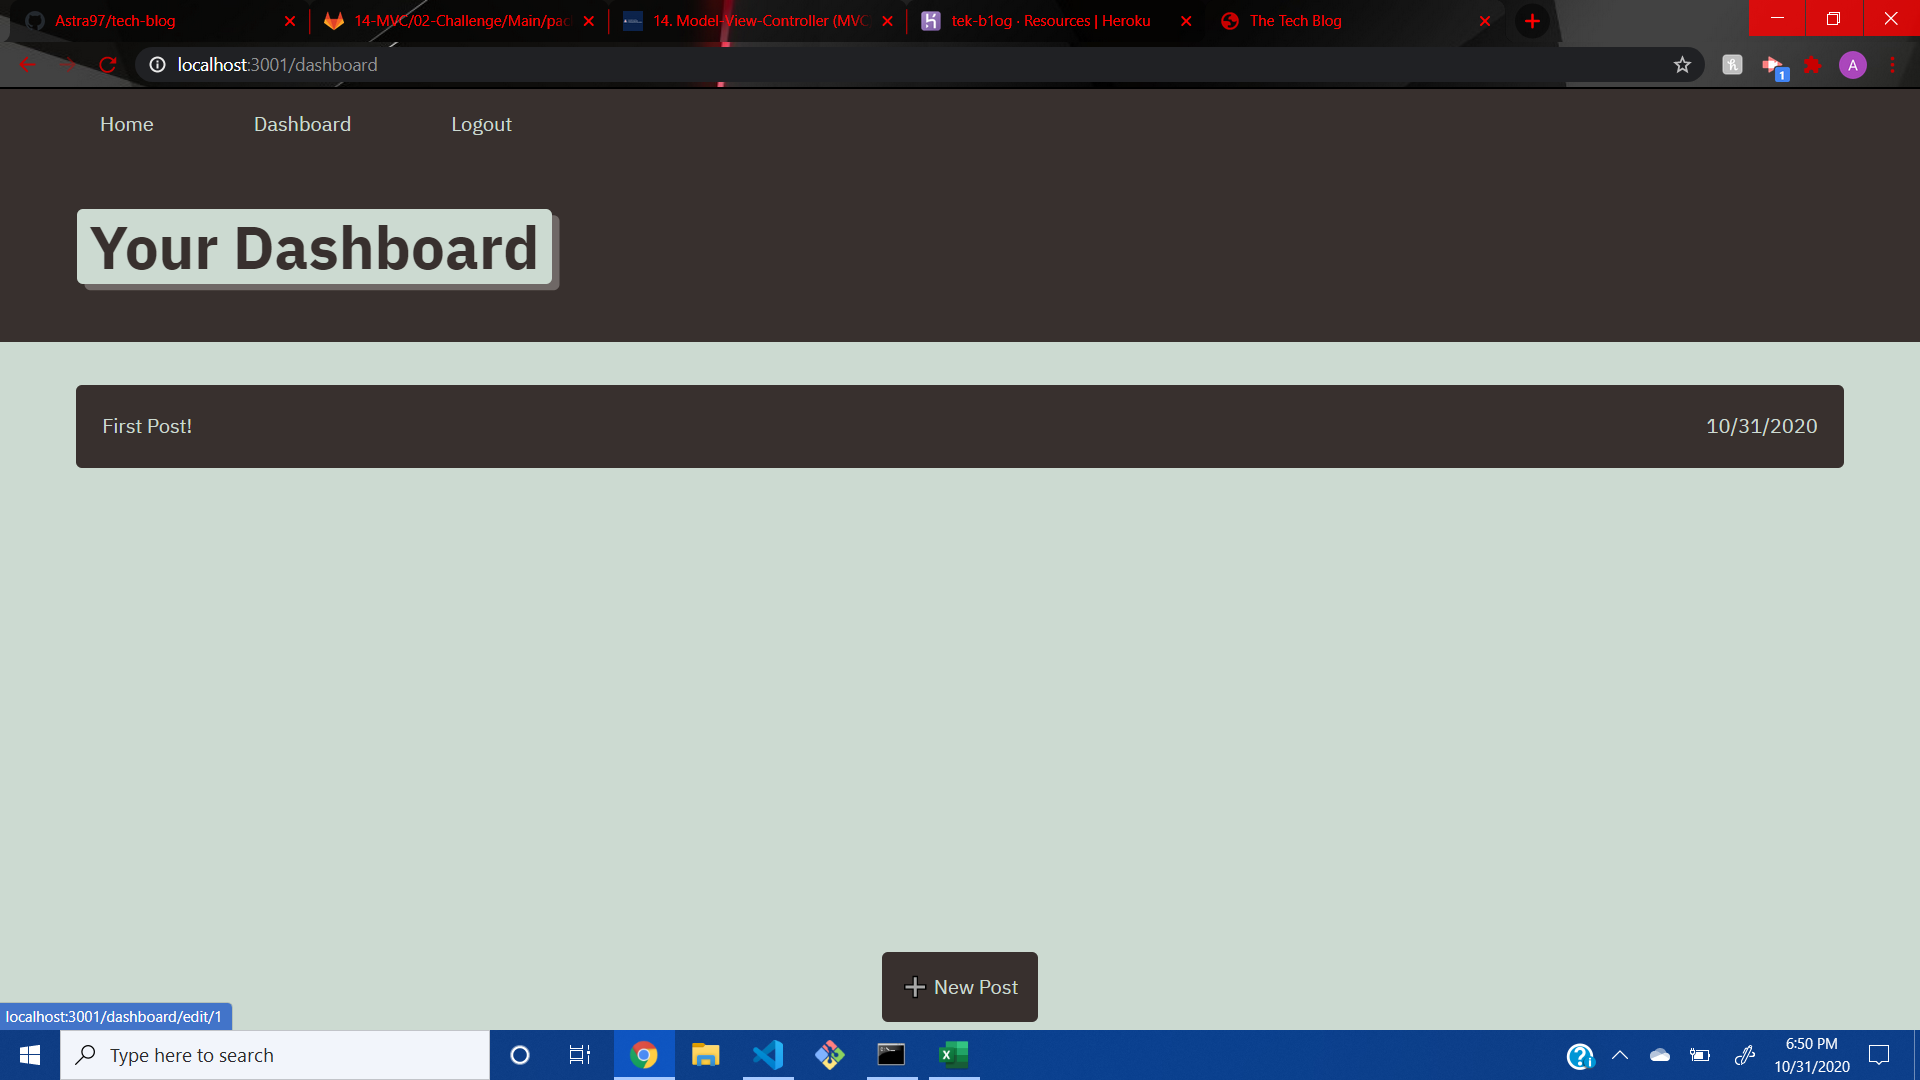 Astra97/tech-blog
14-MVC/02-Challenge/Main/pac
14. Model-View-Controller (MVC
tek-b1og · Resources | Heroku
The Tech Blog
localhost:3001/dashboard
A
1
Home
Dashboard
Logout
Your Dashboard
First Post!
10/31/2020
New Post
localhost:3001/dashboard/edit/1
Type here to search
6:50 PM
10/31/2020